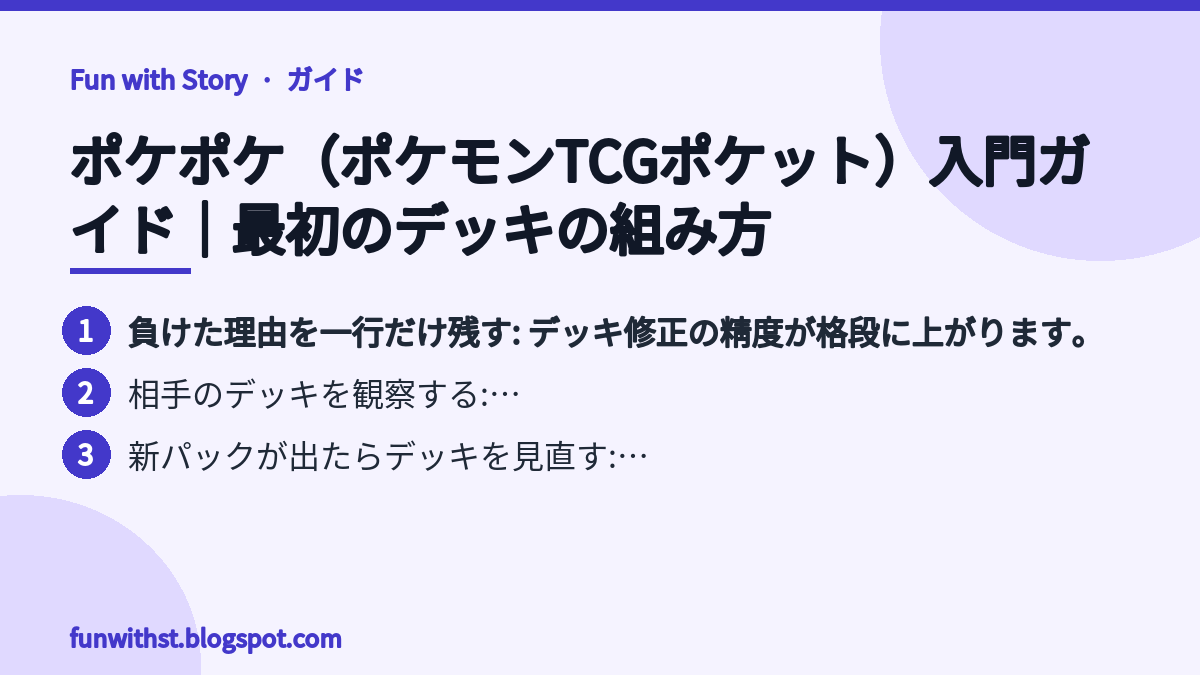 Fun with Story ・ ガイド
ポケポケ（ポケモンTCGポケット）入門ガ
イド｜最初のデッキの組み方
1 負けた理由を一行だけ残す: デッキ修正の精度が格段に上がります。
2 相手のデッキを観察する:…
3 新パックが出たらデッキを見直す:…
funwithst.blogspot.com